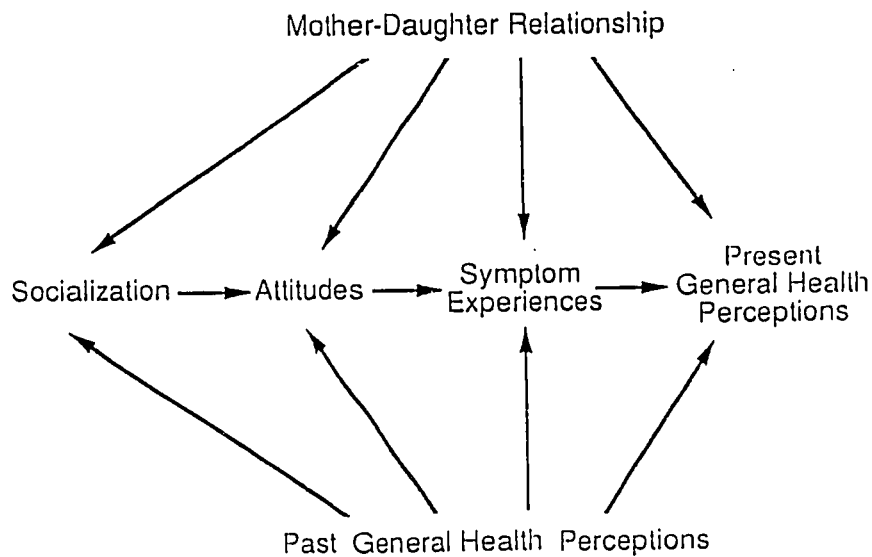 Mother-Daughter Relationship
Socialization
Attitudes
Symptom
Experiences
Present
General Health
Perceptions
Past General Health Perceptions